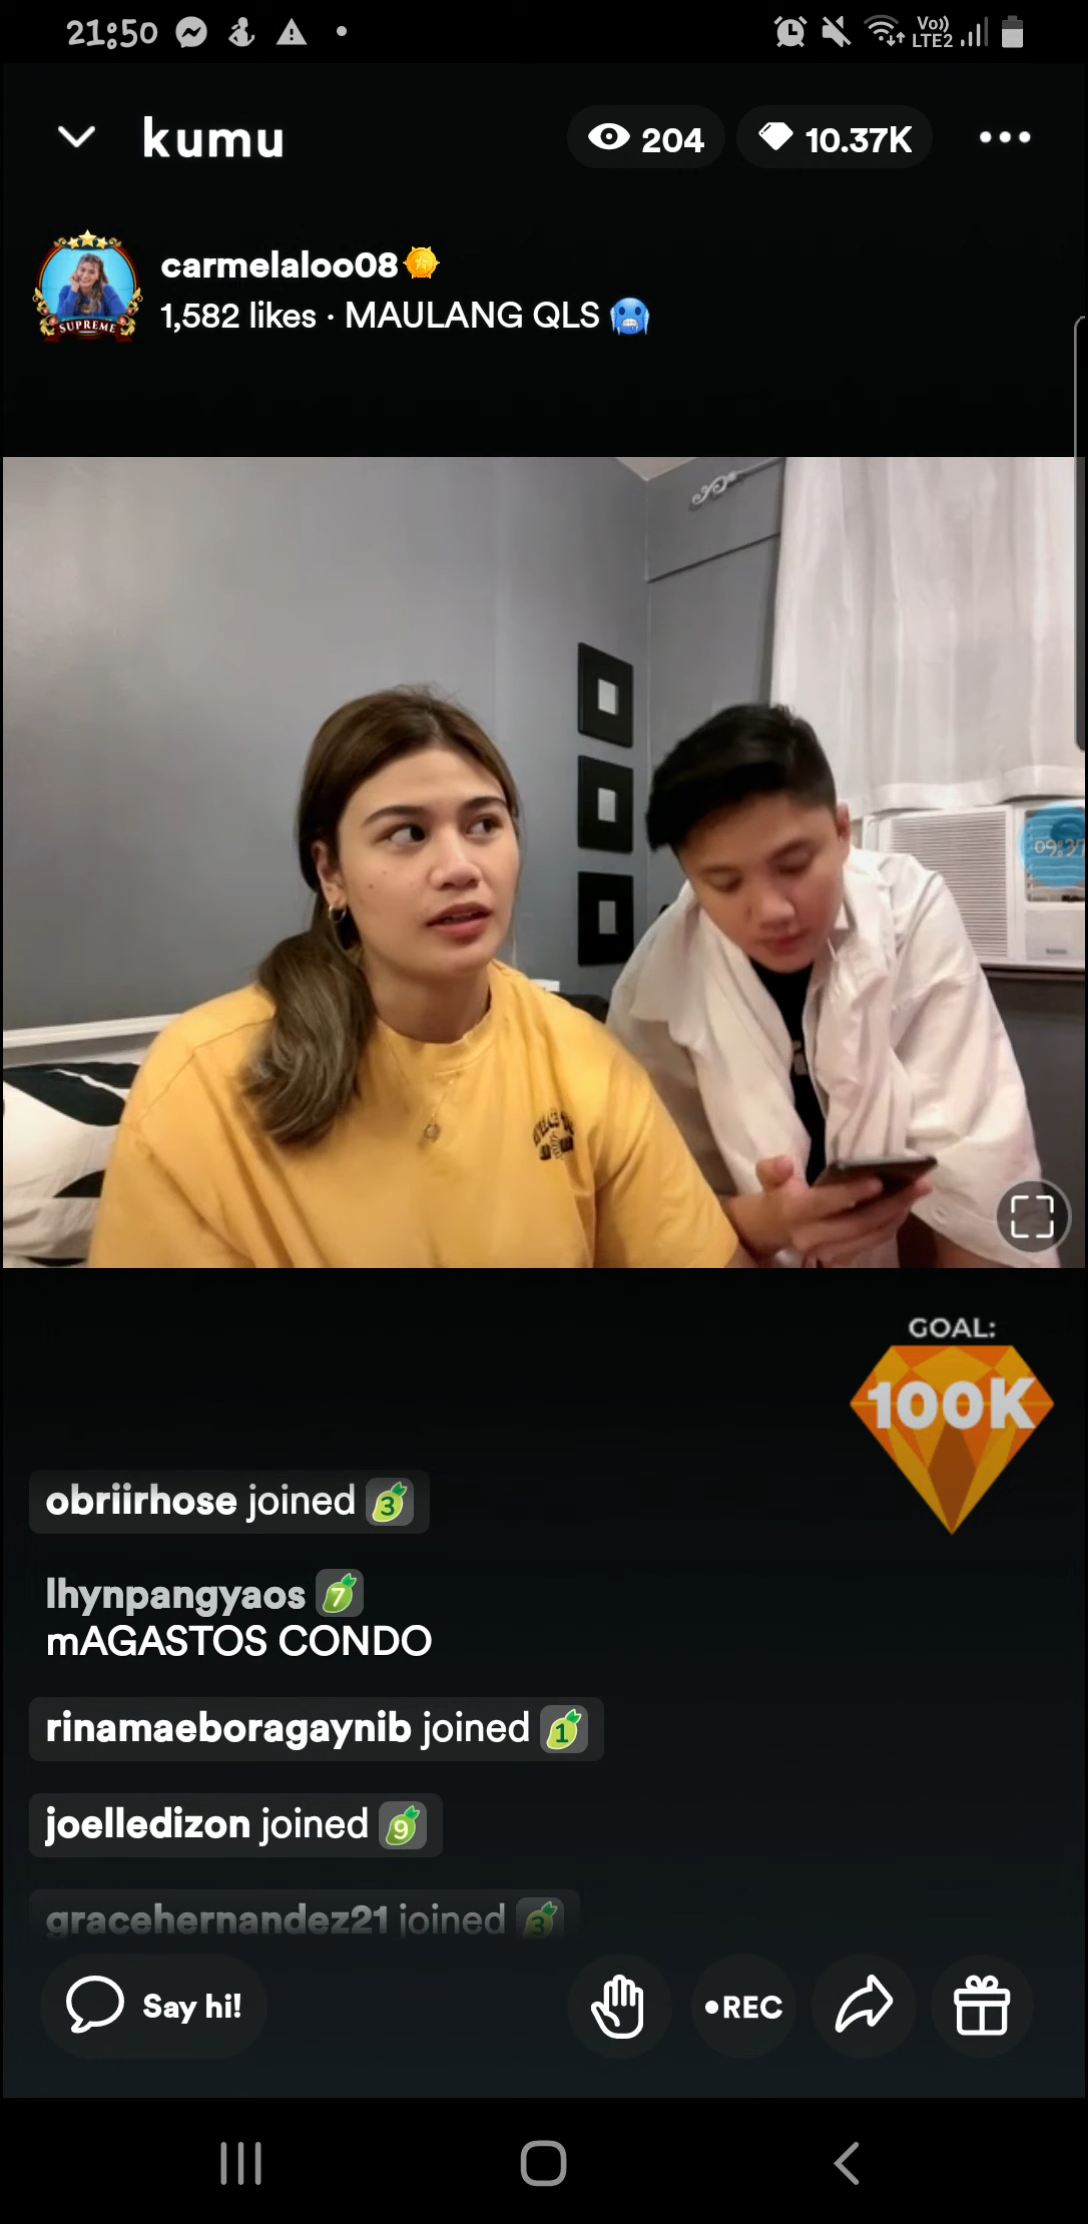 21:50
Vo))
LTE2
kumu
204
10.37K
carmelaloo08
SUPREME
1,582 likes · MAULANG QLS
GOAL:
100K
obriirhose joined 3
lhynpangyaos 7
mAGASTOS CONDO
rinamaeboragaynib joined 1
joelledizon joined 9
gracehernandez21 joined 3
Say hi!
•REC